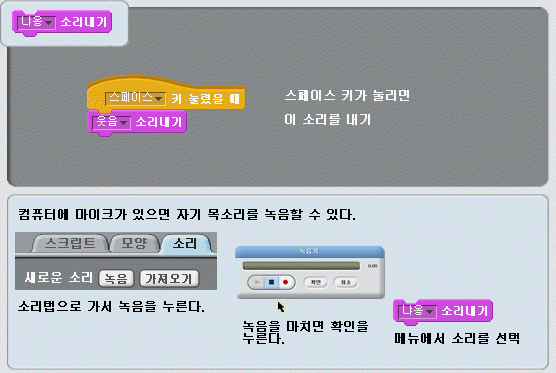 냐옹 소리내기
스페이스 키 눌렸을 때
웃음 소리내기
스페이스 키가 눌리면
이 소리를 내기
컴퓨터에 마이크가 있으면 자기 목소리를 녹음할 수 있다.
스크립트 모양 소리
새로운 소리 녹음 가져오기
소리탭으로 가서 녹음을 누른다.
녹음기
0:00
확인 취소
녹음을 마치면 확인을
누른다.
냐옹 소리내기
메뉴에서 소리를 선택